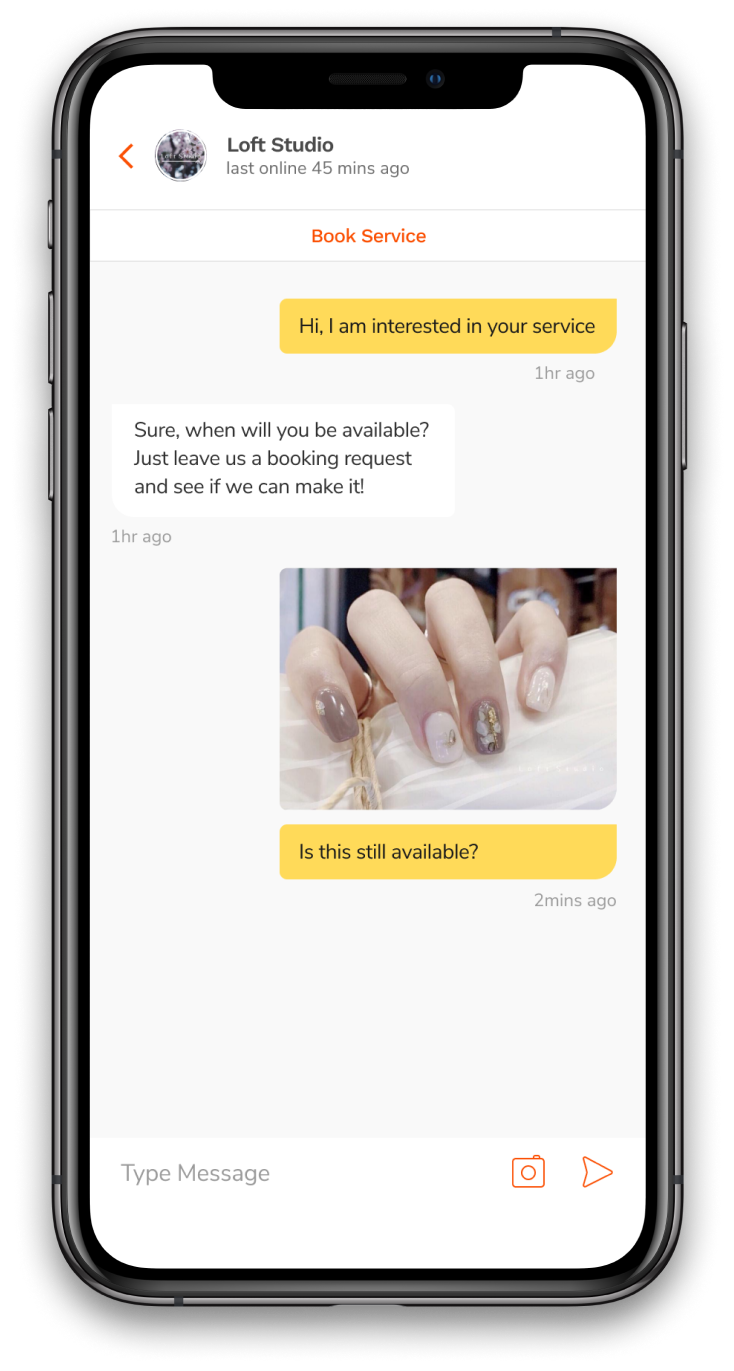 Loft Studio
last online 45 mins ago
Book Service
Hi, I am interested in your service
1hr ago
Sure, when will you be available?
Just leave us a booking request
and see if we can make it!
1hr ago
Is this still available?
2mins ago
Type Message